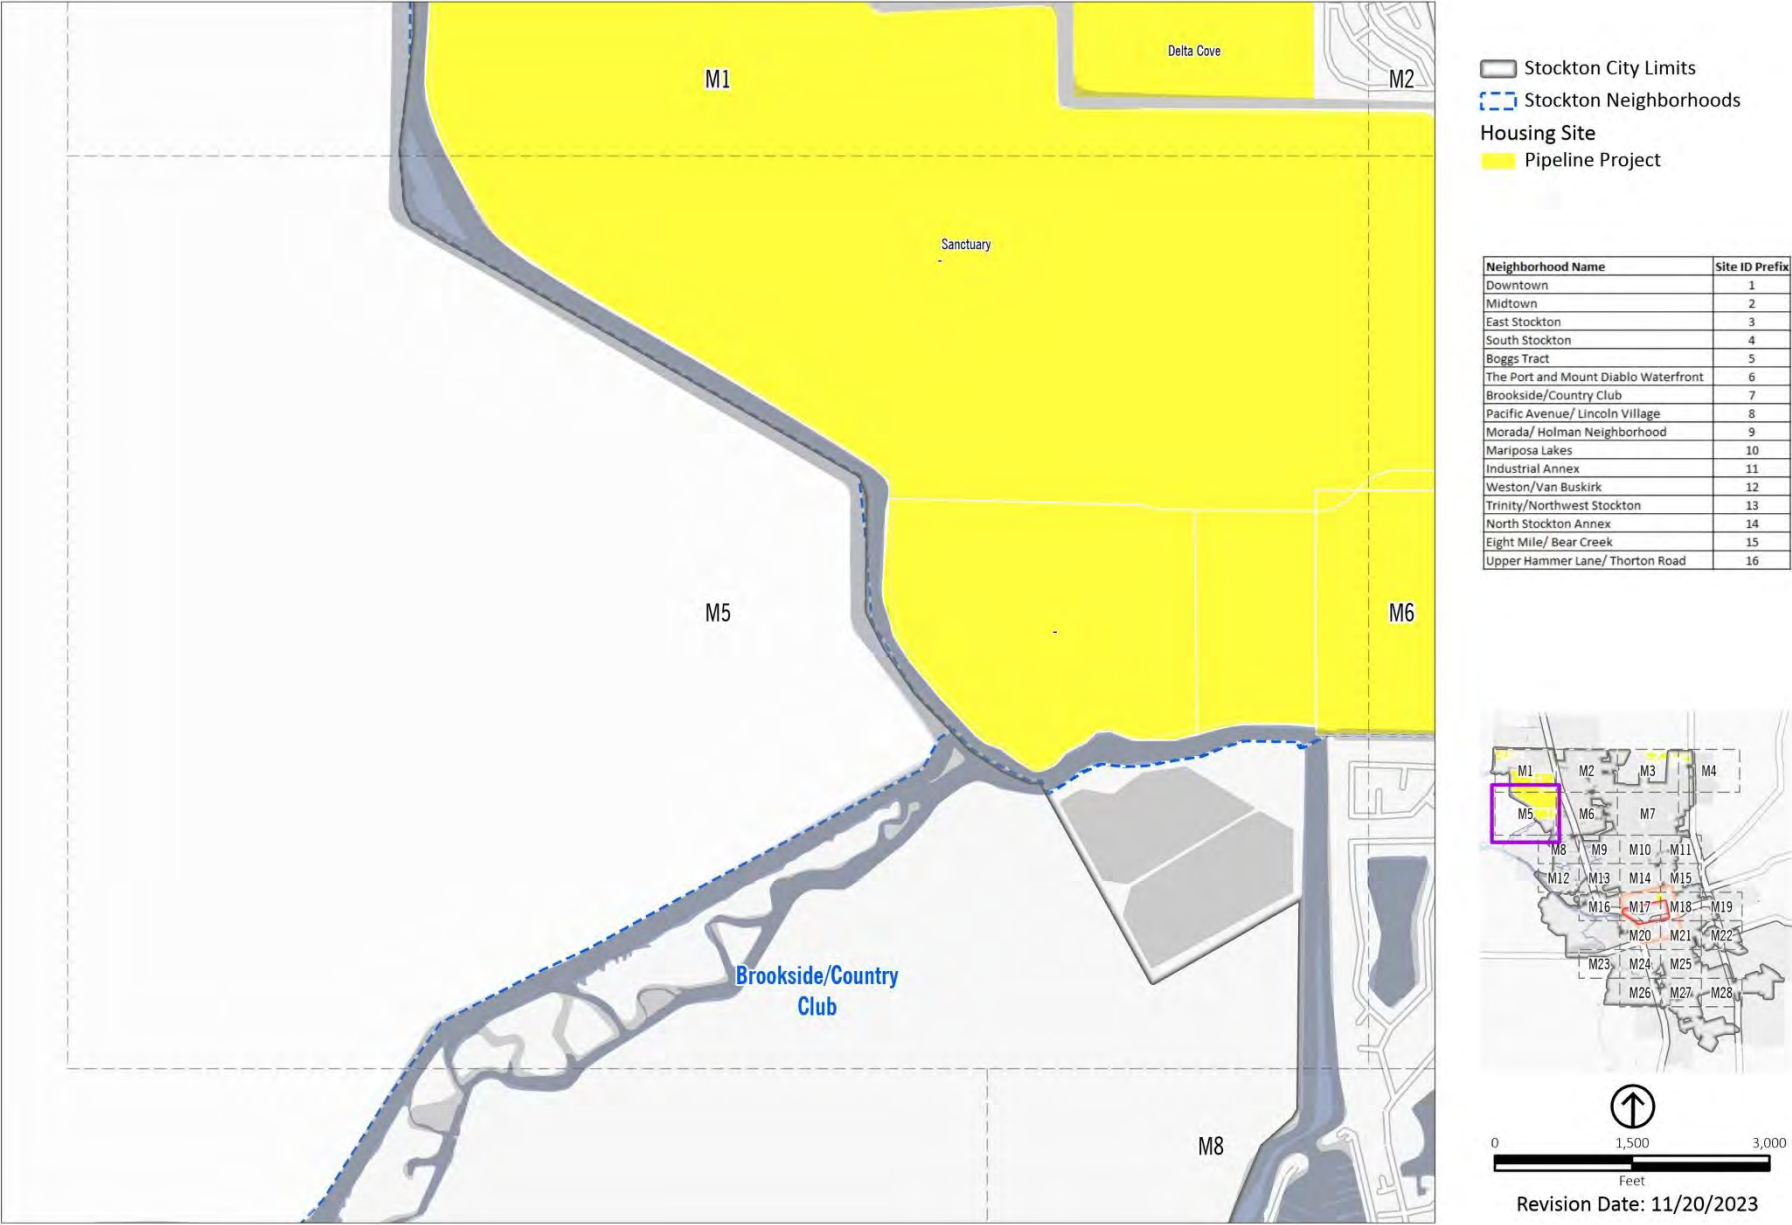 M1
Delta Cove
M2
Sanctuary
M5
M6
Brookside/Country
Club
M8
Stockton City Limits
Stockton Neighborhoods
Housing Site
Pipeline Project
Neighborhood Name Site ID Prefix
Downtown 1
Midtown 2
East Stockton 3
South Stockton 4
Boggs Tract 5
The Port and Mount Diablo Waterfront 6
Brookside/Country Club 7
Pacific Avenue/ Lincoln Village 8
Morada/ Holman Neighborhood 9
Mariposa Lakes 10
Industrial Annex 11
Weston/Van Buskirk 12
Trinity/Northwest Stockton 13
North Stockton Annex 14
Eight Mile/ Bear Creek 15
Upper Hammer Lane/ Thorton Road 16
M1 M2 M3 M4
M5 M6 M7
M8 M9 M10 M11
M12 M13 M14 M15
M16 M17 M18 M19
M20 M21 M22
M23 M24 M25
M26 M27 M28
0 1,500 3,000
Feet
Revision Date: 11/20/2023